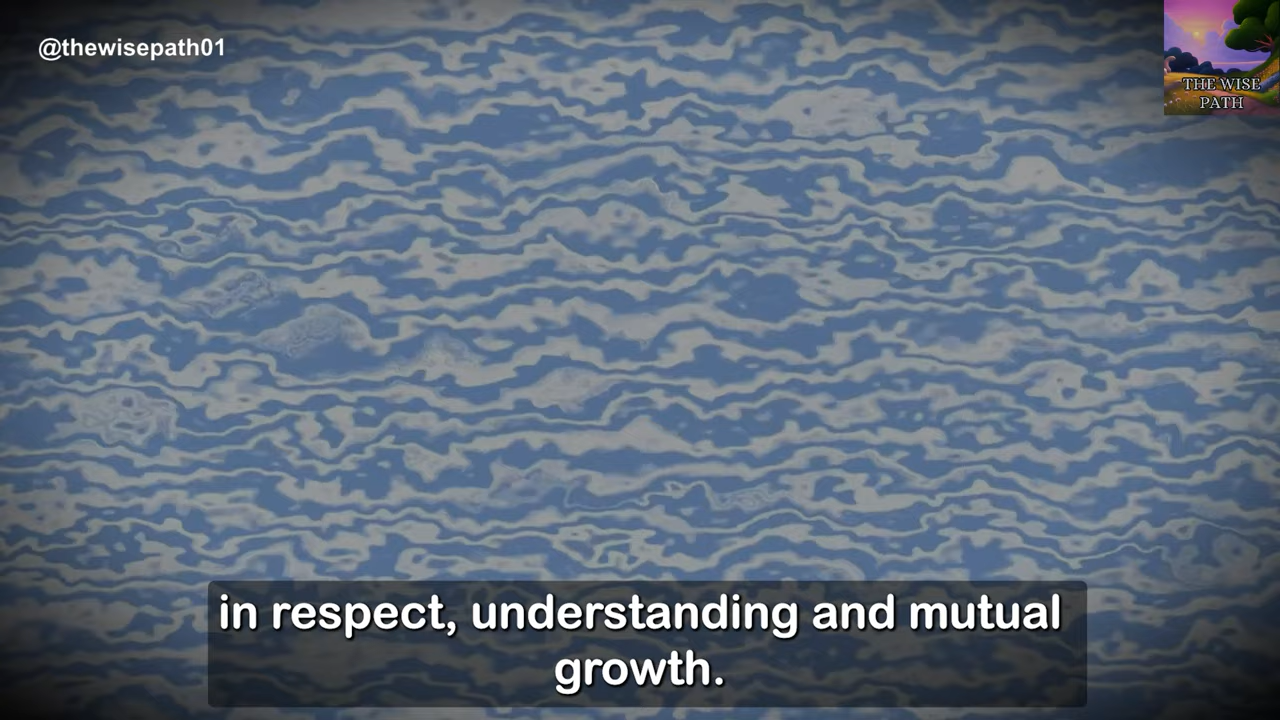 @thewisepath01
THE WISE
PATH
in respect, understanding and mutual
growth.